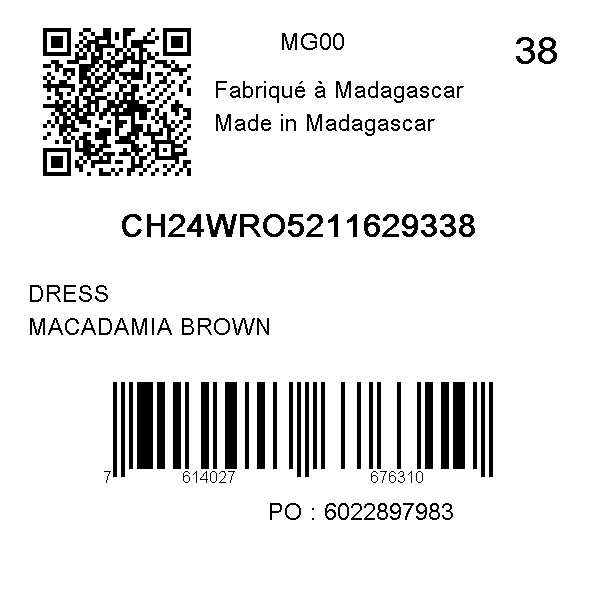 MG00
38
Fabriqué à Madagascar
Made in Madagascar
CH24WRO5211629338
DRESS
MACADAMIA BROWN
7 614027 676310
PO : 6022897983